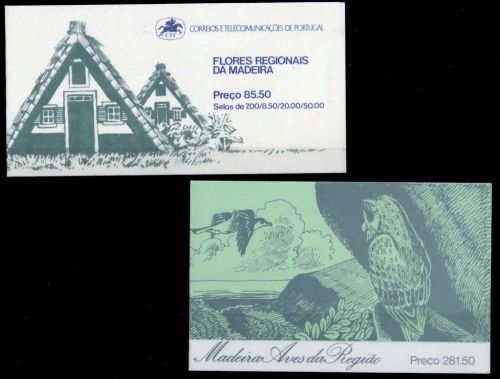 CTT
CORREIOS E TELECOMUNICAÇÕES DE PORTUGAL
FLORES REGIONAIS
DA MADEIRA
Preço 85.50
Selos de 7.00/8.50/20.00/50.00
Madeira Aves da Região
Preço 281.50